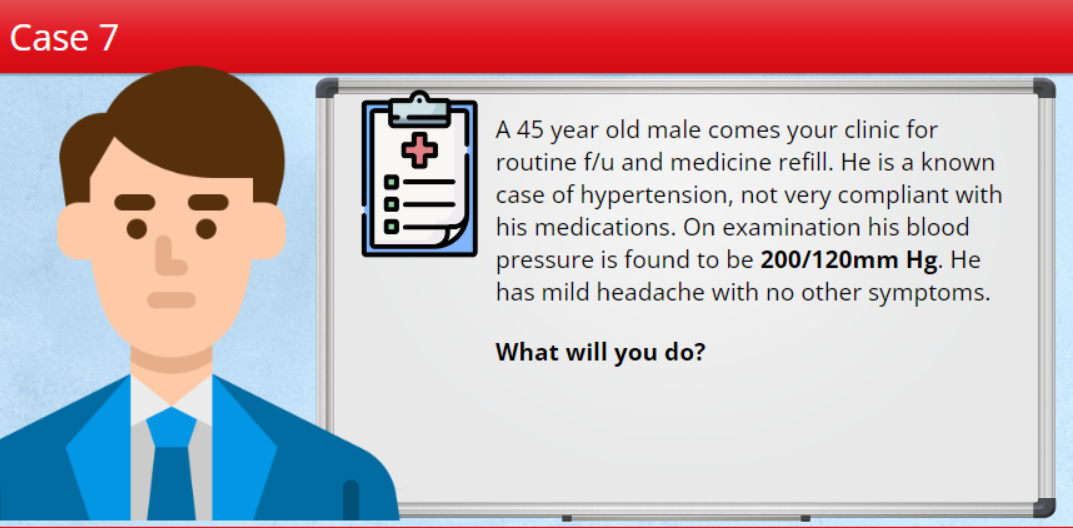 Case 7
A 45 year old male comes your clinic for
routine f/u and medicine refill. He is a known
case of hypertension, not very compliant with
his medications. On examination his blood
pressure is found to be 200/120mm Hg. He
has mild headache with no other symptoms.
What will you do?